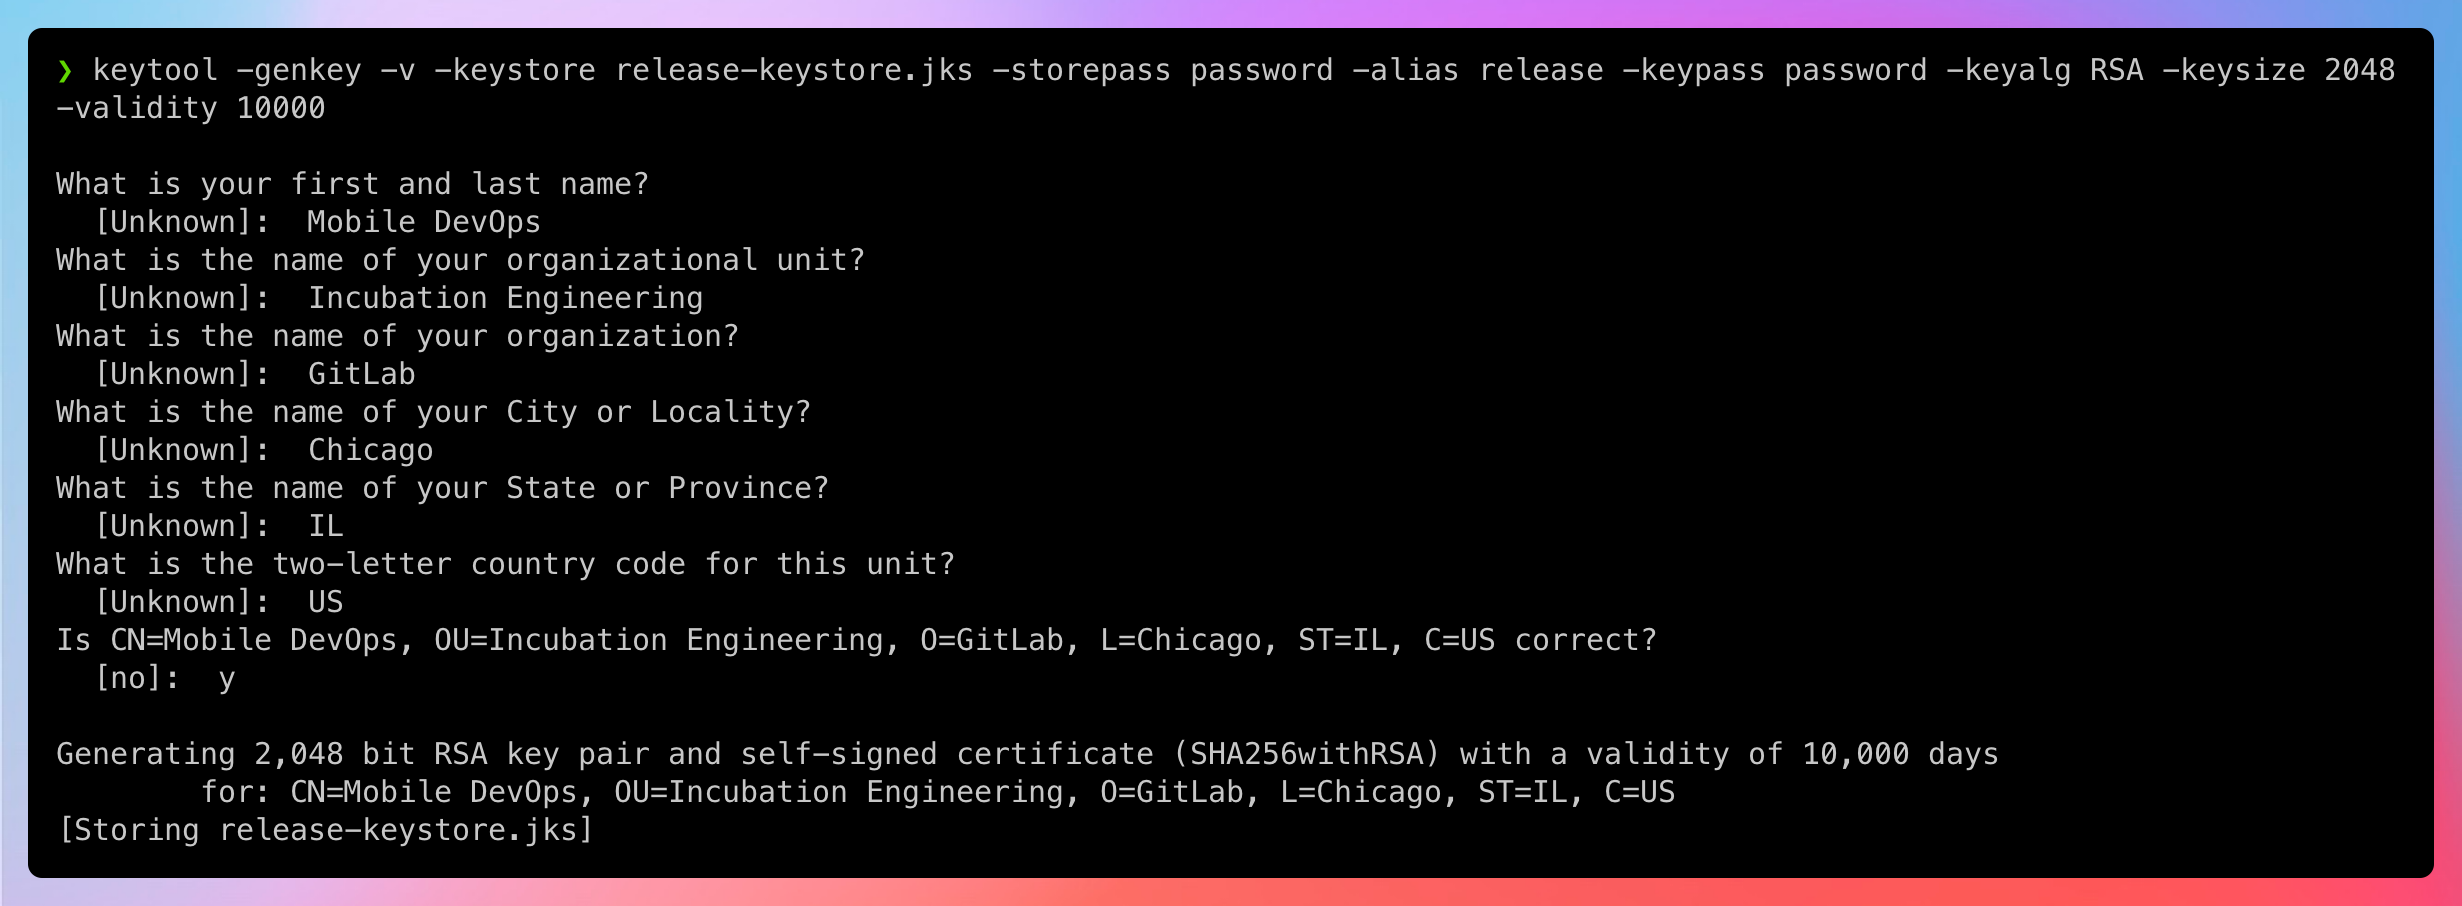 ❯ keytool -genkey -v -keystore release-keystore.jks -storepass password -alias release -keypass password -keyalg RSA -keysize 2048
-validity 10000
What is your first and last name?
[Unknown]:  Mobile DevOps
What is the name of your organizational unit?
[Unknown]:  Incubation Engineering
What is the name of your organization?
[Unknown]:  GitLab
What is the name of your City or Locality?
[Unknown]:  Chicago
What is the name of your State or Province?
[Unknown]:  IL
What is the two-letter country code for this unit?
[Unknown]:  US
Is CN=Mobile DevOps, OU=Incubation Engineering, O=GitLab, L=Chicago, ST=IL, C=US correct?
[no]:  y
Generating 2,048 bit RSA key pair and self-signed certificate (SHA256withRSA) with a validity of 10,000 days
for: CN=Mobile DevOps, OU=Incubation Engineering, O=GitLab, L=Chicago, ST=IL, C=US
[Storing release-keystore.jks]